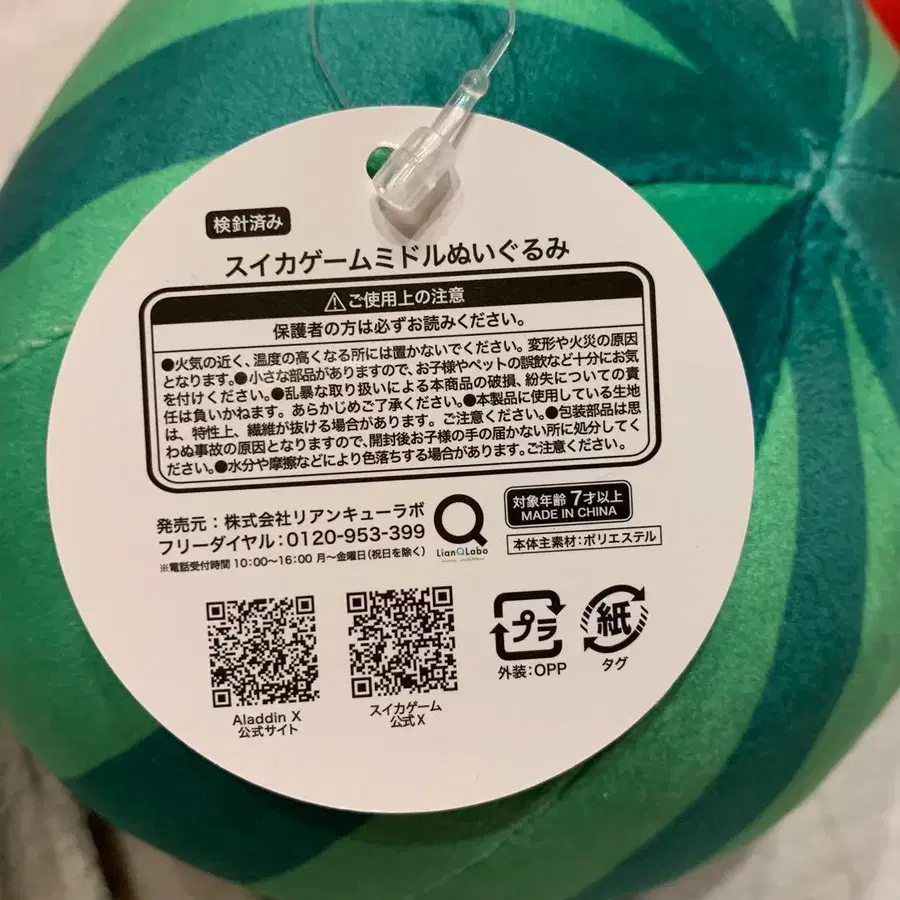 検針済み
スイカゲームミドルぬいぐるみ
⚠ご使用上の注意
保護者の方は必ずお読みください。
●火気の近く、温度の高くなる所には置かないでください。変形や火災の原因
となります。●小さな部品がありますので、お子様やペットの誤飲など十分にお気
を付けください。●乱暴な取り扱いによる本商品の破損、紛失についての責
任は負いかねます。あらかじめご了承ください。●本製品に使用している生地
は、特性上、繊維が抜ける場合があります。ご注意ください。●包装部品は思
わぬ事故の原因となりますので、開封後お子様の手の届かない所に処分してく
ださい。●水分や摩擦などにより色落ちする場合があります。ご注意ください。
発売元：株式会社リアンキューラボ
フリーダイヤル：0120-953-399
※電話受付時間 10:00〜16:00 月〜金曜日(祝日を除く)
LianQLabo
対象年齢 7才以上
MADE IN CHINA
本体主素材:ポリエステル
Aladdin X
公式サイト
スイカゲーム
公式X
プラ
外装:OPP
紙
タグ